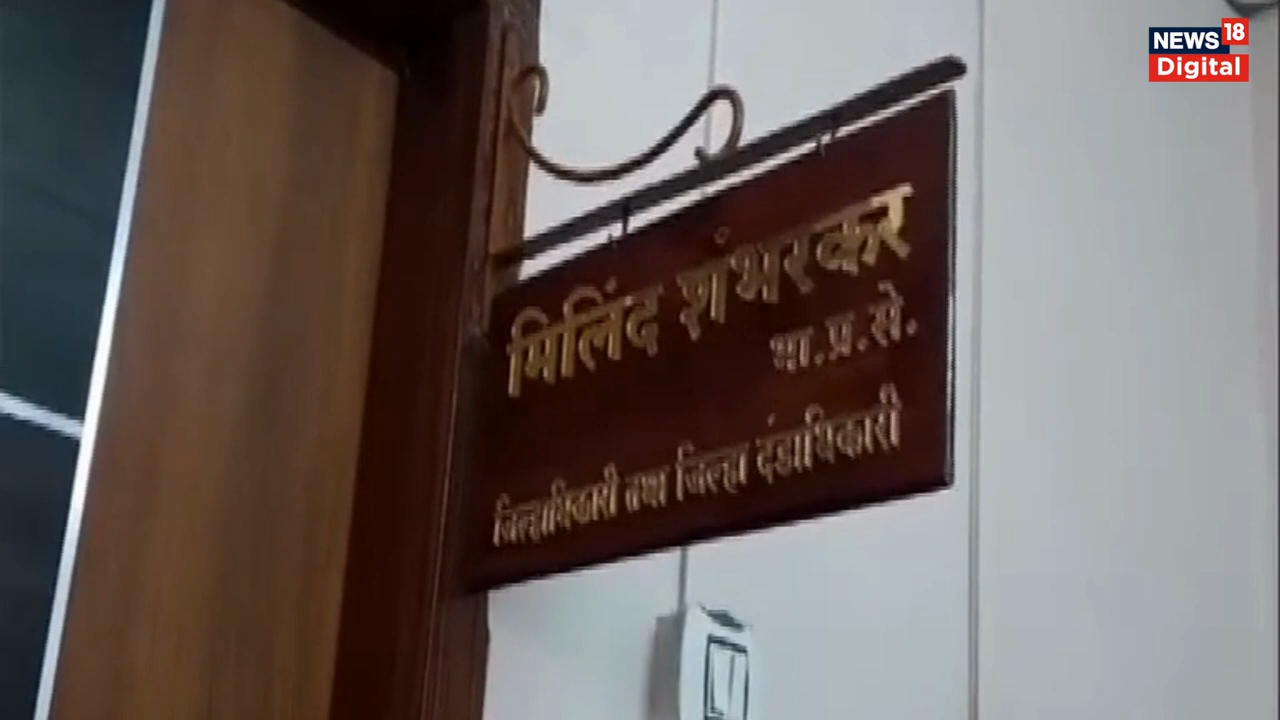 NEWS 18
Digital
मिलिंद शंभरकर
भा.प्र.से.
जिल्हाधिकारी तथा जिल्हा दंडाधिकारी